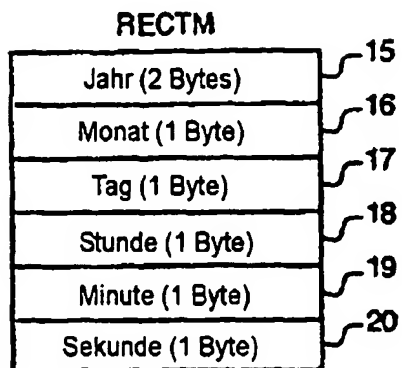 RECTM
Jahr (2 Bytes) 15
Monat (1 Byte) 16
Tag (1 Byte) 17
Stunde (1 Byte) 18
Minute (1 Byte) 19
Sekunde (1 Byte) 20